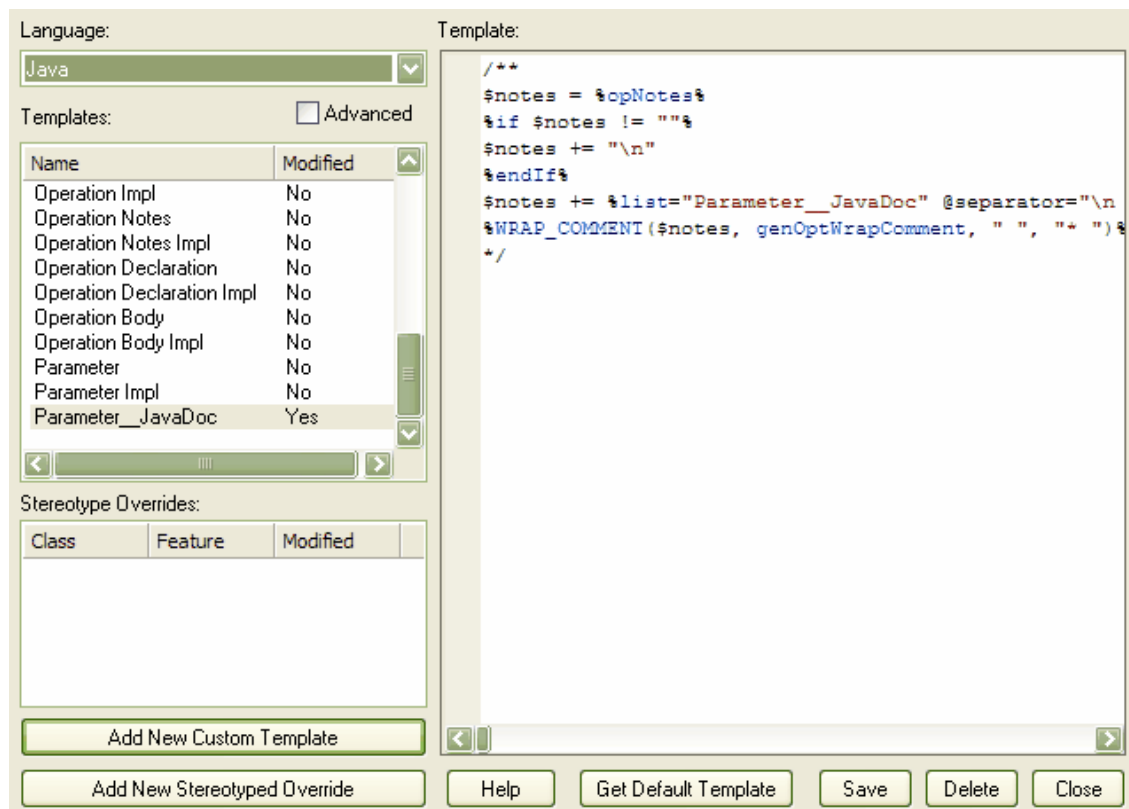 Language:
Java
Templates:
Advanced
Name Modified
Operation Impl No
Operation Notes No
Operation Notes Impl No
Operation Declaration No
Operation Declaration Impl No
Operation Body No
Operation Body Impl No
Parameter No
Parameter Impl No
Parameter__JavaDoc Yes
Stereotype Overrides:
Class Feature Modified
Add New Custom Template
Add New Stereotyped Override
Template:
/**
$notes = %opNotes%
%if $notes != ""%
$notes += "\n"
%endIf%
$notes += %list="Parameter__JavaDoc" @separator="\n
%WRAP_COMMENT($notes, genOptWrapComment, " ", "* ")%
*/
Help
Get Default Template
Save
Delete
Close